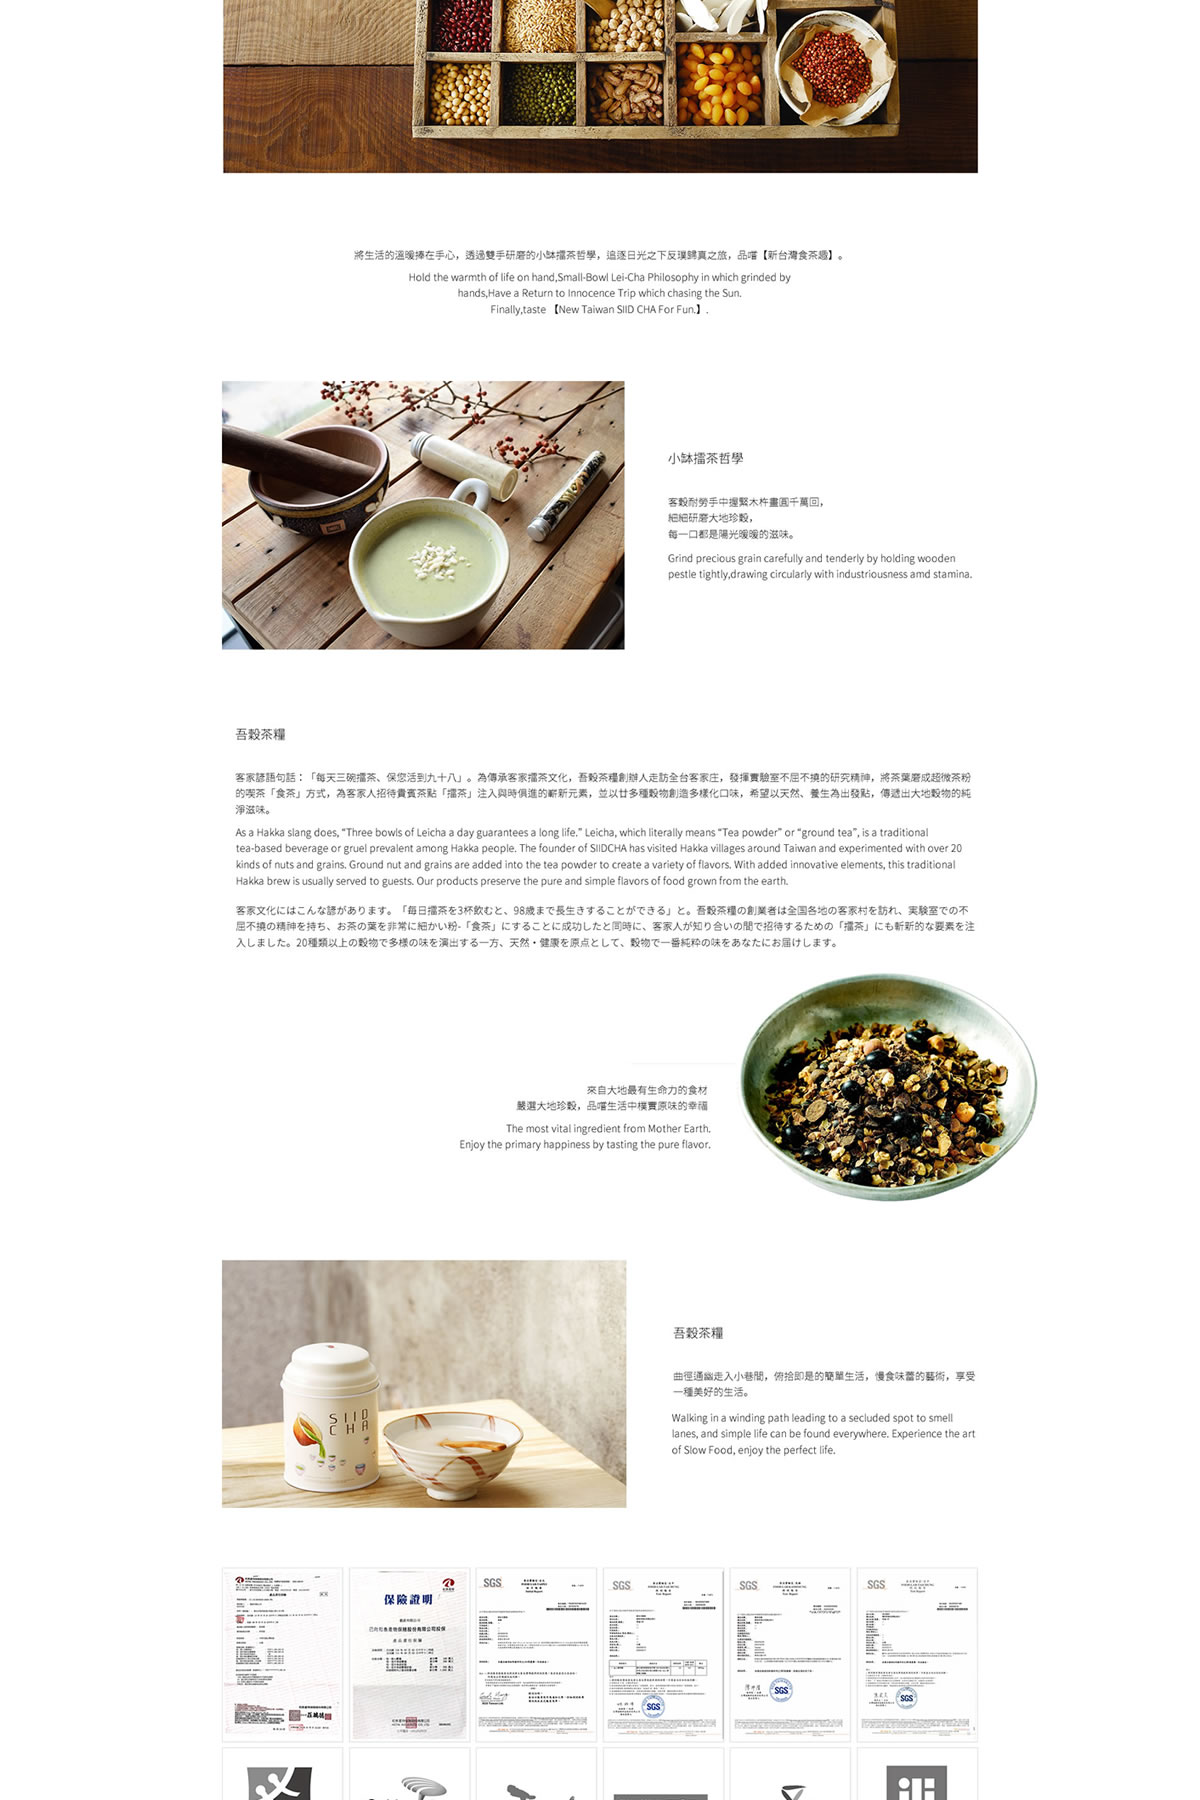 將生活的溫暖捧在手心，透過雙手研磨的小缽擂茶哲學，追逐日光之下反璞歸真之旅，品嚐【新台灣食茶趣】。
Hold the warmth of life on hand,Small-Bowl Lei-Cha Philosophy in which grinded by
hands,Have a Return to Innocence Trip which chasing the Sun.
Finally,taste 【New Taiwan SIID CHA For Fun.】.
小缽擂茶哲學
客穀耐勞手中握緊木杵畫圓千萬回，
細細研磨大地珍穀，
每一口都是陽光暖暖的滋味。
Grind precious grain carefully and tenderly by holding wooden
pestle tightly,drawing circularly with industriousness amd stamina.
吾穀茶糧
客家諺語句話：「每天三碗擂茶、保您活到九十八」。為傳承客家擂茶文化，吾穀茶糧創辦人走訪全台客家庄，發揮實驗室不屈不撓的研究精神，將茶葉磨成超微茶粉
的喫茶「食茶」方式，為客家人招待貴賓茶點「擂茶」注入與時俱進的嶄新元素，並以廿多種穀物創造多樣化口味，希望以天然、養生為出發點，傳遞出大地穀物的純
淨滋味。
As a Hakka slang does, “Three bowls of Leicha a day guarantees a long life.” Leicha, which literally means “Tea powder” or “ground tea”, is a traditional
tea-based beverage or gruel prevalent among Hakka people. The founder of SIIDCHA has visited Hakka villages around Taiwan and experimented with over 20
kinds of nuts and grains. Ground nut and grains are added into the tea powder to create a variety of flavors. With added innovative elements, this traditional
Hakka brew is usually served to guests. Our products preserve the pure and simple flavors of food grown from the earth.
客家文化にはこんな諺があります。「毎日擂茶を3杯飲むと、98歳まで長生きすることができる」と。吾穀茶糧の創業者は全国各地の客家村を訪れ、実験室での不
屈不撓の精神を持ち、お茶の葉を非常に細かい粉-「食茶」にすることに成功したと同時に、客家人が知り合いの間で招待するための「擂茶」にも斬新的な要素を注
入しました。20種類以上の穀物で多様の味を演出する一方、天然・健康を原点として、穀物で一番純粋の味をあなたにお届けします。
來自大地最有生命力的食材
嚴選大地珍穀，品嚐生活中樸實原味的幸福
The most vital ingredient from Mother Earth.
Enjoy the primary happiness by tasting the pure flavor.
SIID
CHA
吾穀茶糧
曲徑通幽走入小巷間，俯拾即是的簡單生活，慢食味蕾的藝術，享受
一種美好的生活。
Walking in a winding path leading to a secluded spot to smell
lanes, and simple life can be found everywhere. Experience the art
of Slow Food, enjoy the perfect life.
保險證明
SGS
SGS
SGS
SGS
SGS
SGS
SGS